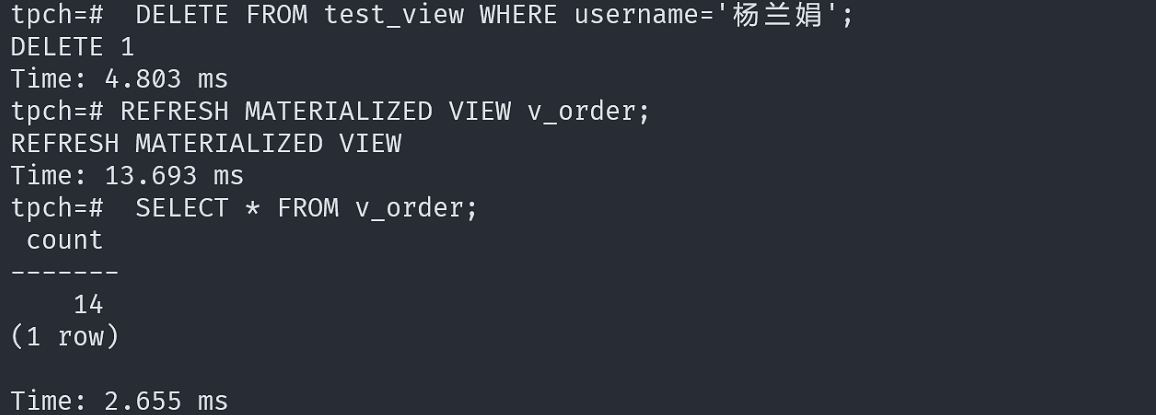 tpch=#  DELETE FROM test_view WHERE username='杨兰娟';
DELETE 1
Time: 4.803 ms
tpch=# REFRESH MATERIALIZED VIEW v_order;
REFRESH MATERIALIZED VIEW
Time: 13.693 ms
tpch=#  SELECT * FROM v_order;
 count
-------
    14
(1 row)

Time: 2.655 ms